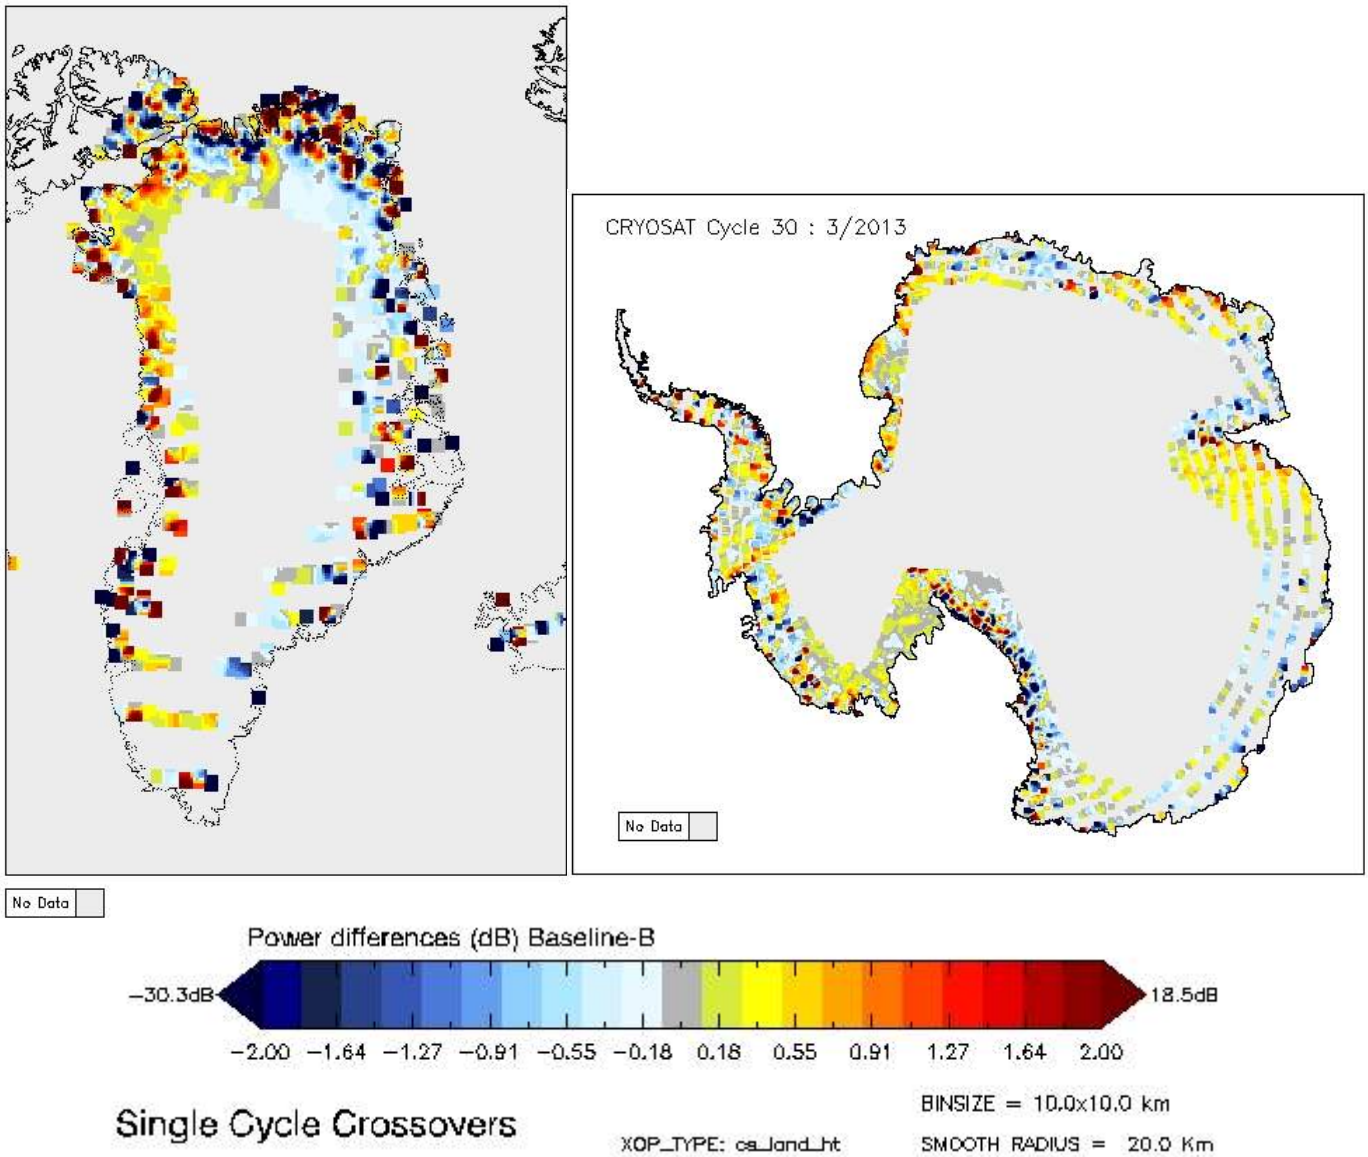 CRYOSAT Cycle 30 : 3/2013
No Data
No Data
Power differences (dB) Baseline-B
-30.3dB
18.5dB
-2.00 -1.64 -1.27 -0.91 -0.55 -0.18 0.18 0.55 0.91 1.27 1.64 2.00
BINSIZE = 10.0x10.0 km
Single Cycle Crossovers
XOP_TYPE: cs_land_ht
SMOOTH RADIUS = 20.0 Km